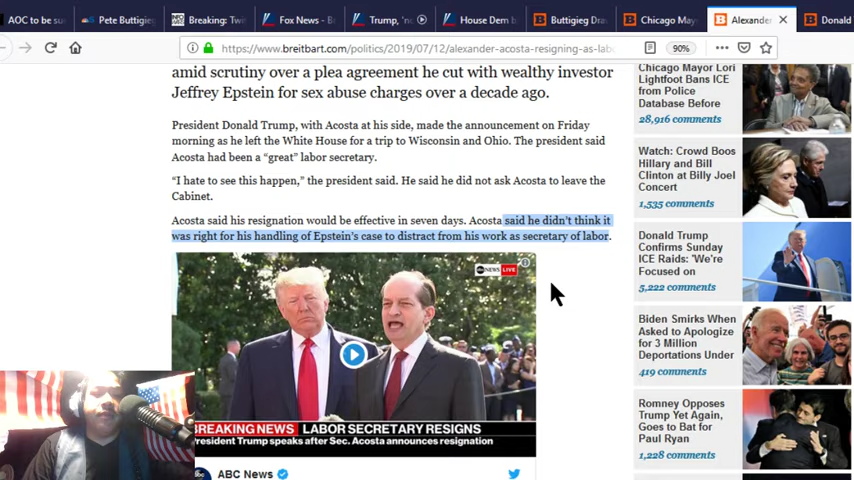 AOC to be su
Pete Buttigieg
Breaking: Twi
Fox News - B
Trump, 'no
House Dem b
Buttigieg Dra
Chicago May
Alexander
Donald
https://www.breitbart.com/politics/2019/07/12/alexander-acosta-resigning-as-lab
90%
amid scrutiny over a plea agreement he cut with wealthy investor
Jeffrey Epstein for sex abuse charges over a decade ago.
President Donald Trump, with Acosta at his side, made the announcement on Friday
morning as he left the White House for a trip to Wisconsin and Ohio. The president said
Acosta had been a “great” labor secretary.
“I hate to see this happen,” the president said. He said he did not ask Acosta to leave the
Cabinet.
Acosta said his resignation would be effective in seven days. Acosta said he didn’t think it
was right for his handling of Epstein’s case to distract from his work as secretary of labor.
abc NEWS LIVE
BREAKING NEWS LABOR SECRETARY RESIGNS
President Trump speaks after Sec. Acosta announces resignation
abc
ABC News
Chicago Mayor Lori
Lightfoot Bans ICE
from Police
Database Before
28,916 comments
Watch: Crowd Boos
Hillary and Bill
Clinton at Billy Joel
Concert
1,535 comments
Donald Trump
Confirms Sunday
ICE Raids: 'We're
Focused on
5,222 comments
Biden Smirks When
Asked to Apologize
for 3 Million
Deportations Under
419 comments
Romney Opposes
Trump Yet Again,
Goes to Bat for
Paul Ryan
1,228 comments